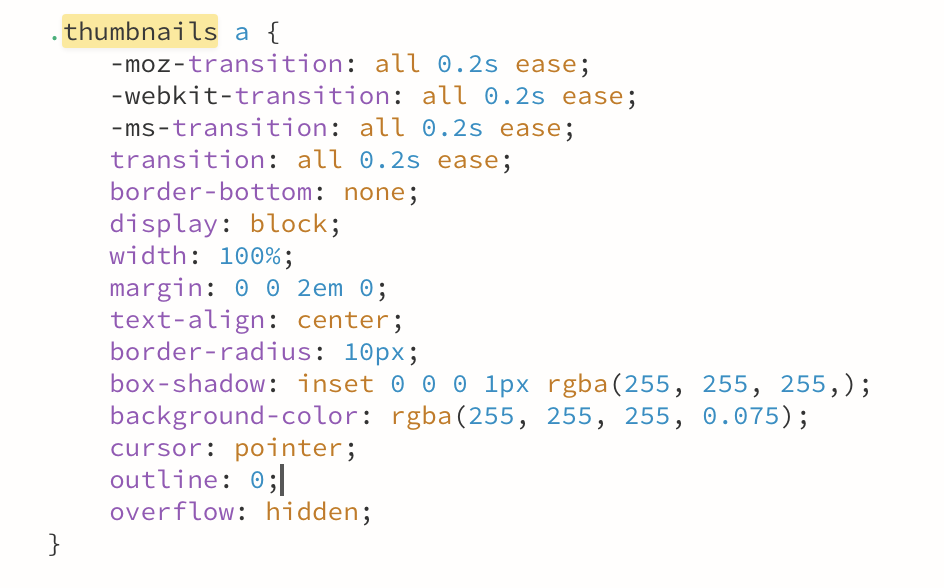 .thumbnails a {
    -moz-transition: all 0.2s ease;
    -webkit-transition: all 0.2s ease;
    -ms-transition: all 0.2s ease;
    transition: all 0.2s ease;
    border-bottom: none;
    display: block;
    width: 100%;
    margin: 0 0 2em 0;
    text-align: center;
    border-radius: 10px;
    box-shadow: inset 0 0 0 1px rgba(255, 255, 255,);
    background-color: rgba(255, 255, 255, 0.075);
    cursor: pointer;
    outline: 0;
    overflow: hidden;
}